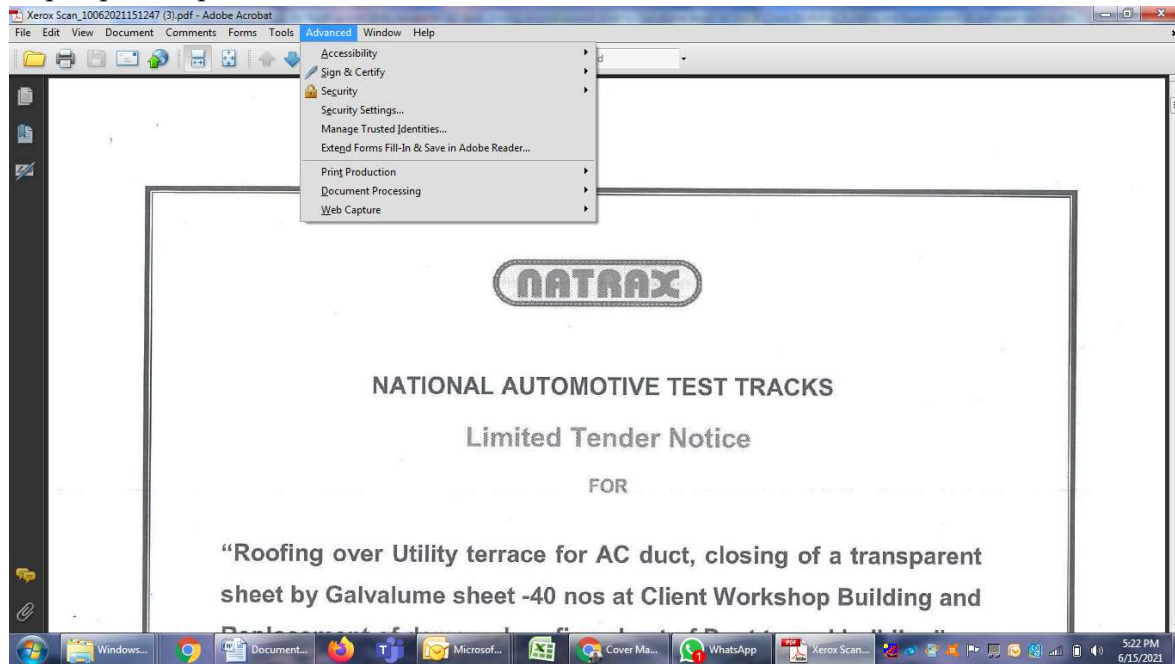 Xerox Scan_10062021151247 (3).pdf - Adobe Acrobat
File Edit View Document Comments Forms Tools Advanced Window Help
Accessibility
Sign & Certify
Security
Security Settings...
Manage Trusted Identities...
Extend Forms Fill-In & Save in Adobe Reader...
Print Production
Document Processing
Web Capture
NATRAX
NATIONAL AUTOMOTIVE TEST TRACKS
Limited Tender Notice
FOR
“Roofing over Utility terrace for AC duct, closing of a transparent
sheet by Galvalume sheet -40 nos at Client Workshop Building and
Windows... Document... Microsof... Cover Ma... WhatsApp Xerox Scan... 5:22 PM
6/15/2021